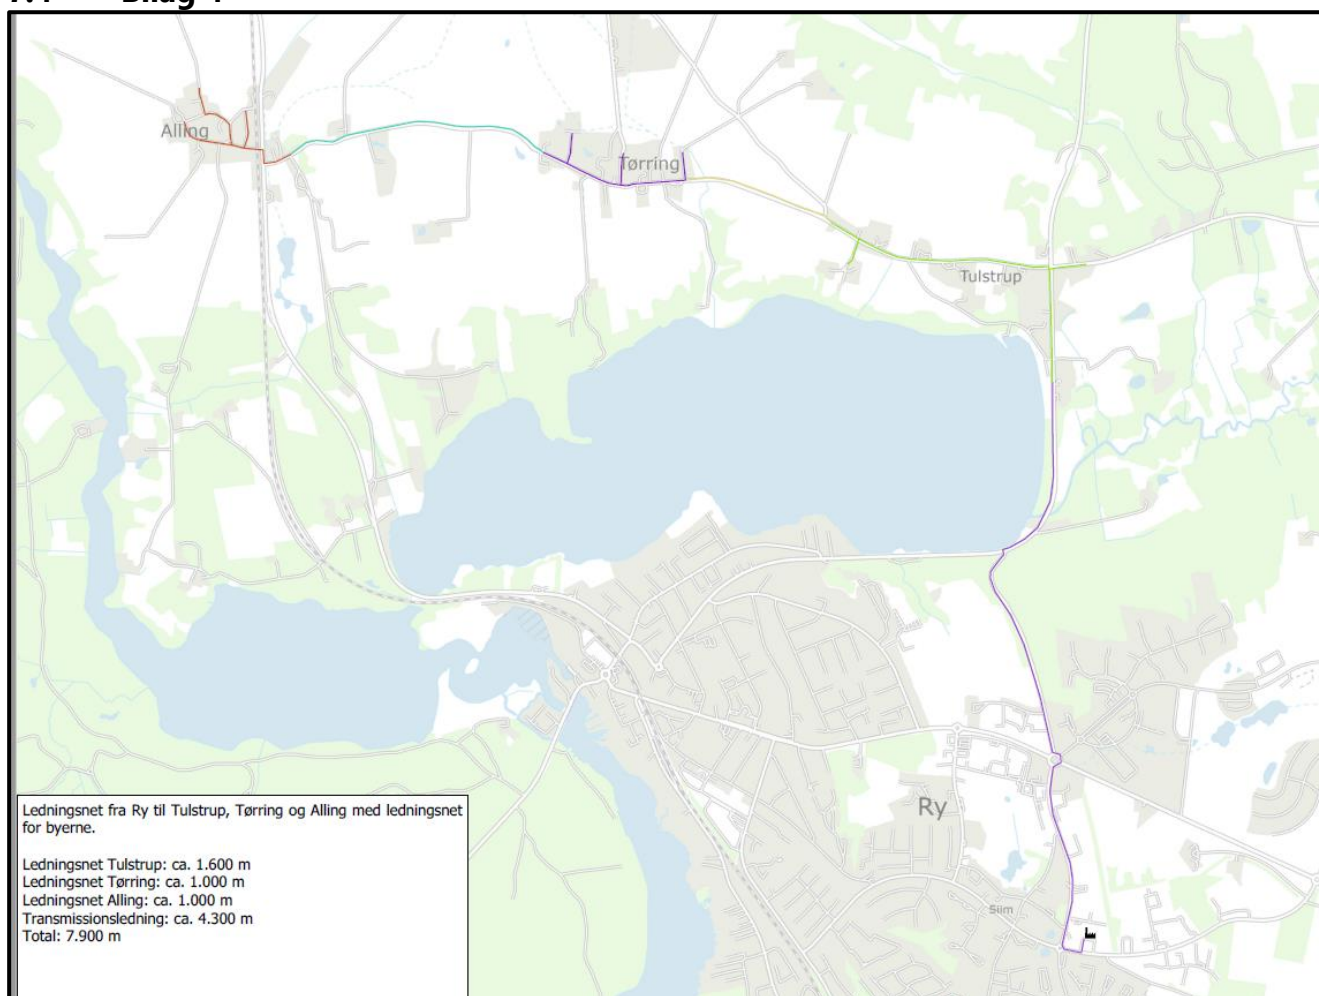 Alling
Tørring
Tulstrup
Ry
Siim
Ledningsnet fra Ry til Tulstrup, Tørring og Alling med ledningsnet
for byerne.
Ledningsnet Tulstrup: ca. 1.600 m
Ledningsnet Tørring: ca. 1.000 m
Ledningsnet Alling: ca. 1.000 m
Transmissionsledning: ca. 4.300 m
Total: 7.900 m